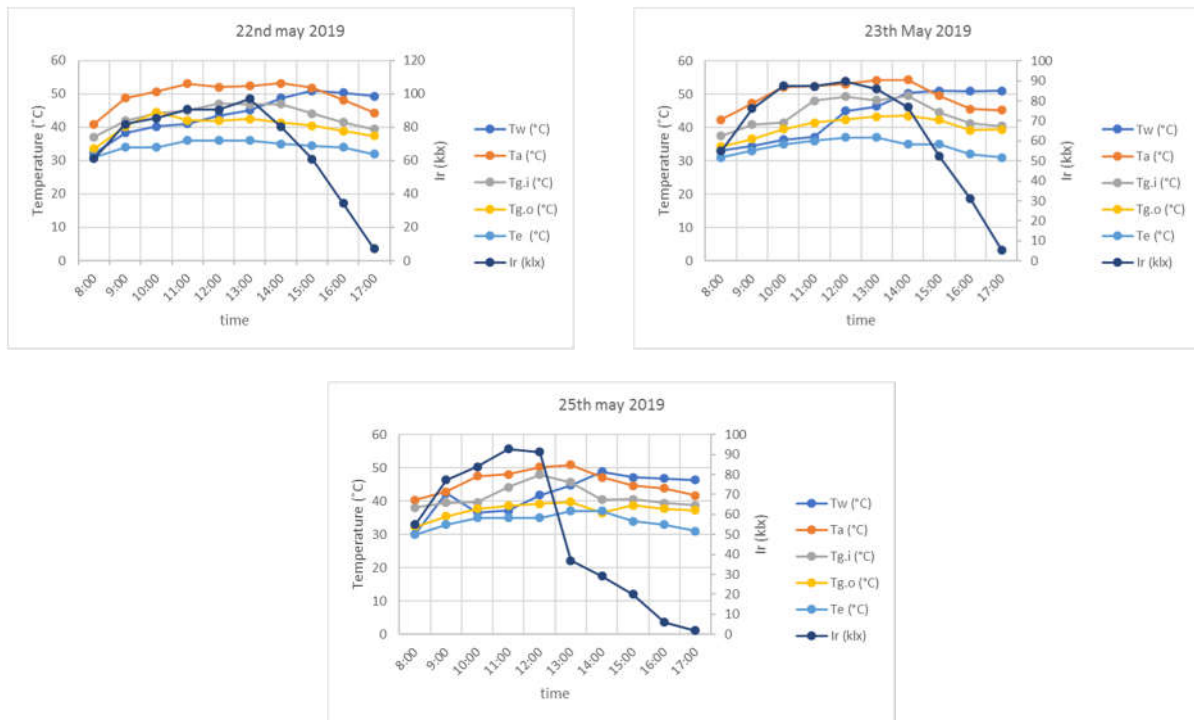 22nd may 2019
60
50
40
30
20
10
0
Temperature (˚C)
120
100
80
60
40
20
0
Ir (klx)
8:00
9:00
10:00
11:00
12:00
13:00
14:00
15:00
16:00
17:00
time
Tw (°C)
Ta (°C)
Tg.i (°C)
Tg.o (°C)
Te (°C)
Ir (klx)
23th May 2019
60
50
40
30
20
10
0
Temperature (˚C)
100
90
80
70
60
50
40
30
20
10
0
Ir (klx)
8:00
9:00
10:00
11:00
12:00
13:00
14:00
15:00
16:00
17:00
time
Tw (°C)
Ta (°C)
Tg.i (°C)
Tg.o (°C)
Te (°C)
Ir (klx)
25th may 2019
60
50
40
30
20
10
0
Temperature (˚C)
100
90
80
70
60
50
40
30
20
10
0
Ir (klx)
8:00
9:00
10:00
11:00
12:00
13:00
14:00
15:00
16:00
17:00
time
Tw (°C)
Ta (°C)
Tg.i (°C)
Tg.o (°C)
Te (°C)
Ir (klx)